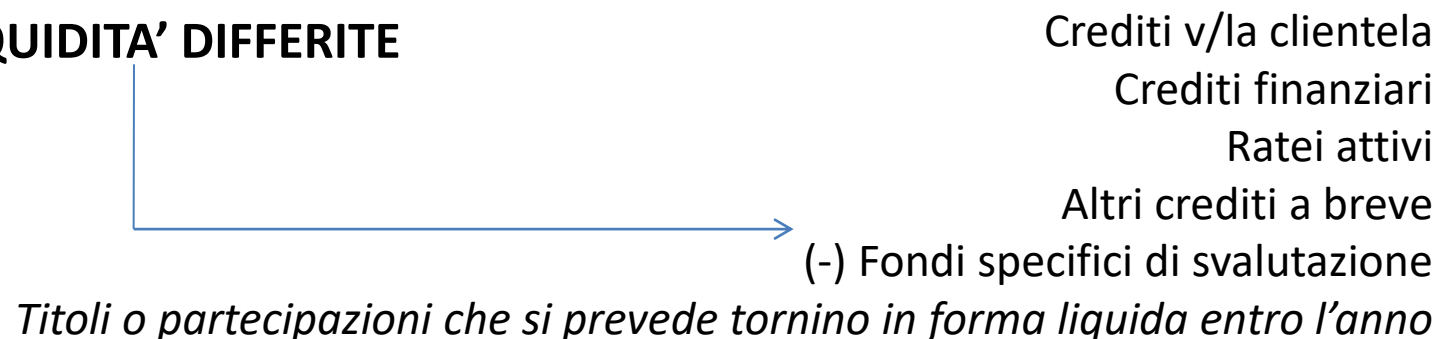 QUIDITA’ DIFFERITE
Crediti v/la clientela
Crediti finanziari
Ratei attivi
Altri crediti a breve
(-) Fondi specifici di svalutazione
Titoli o partecipazioni che si prevede tornino in forma liquida entro l’anno